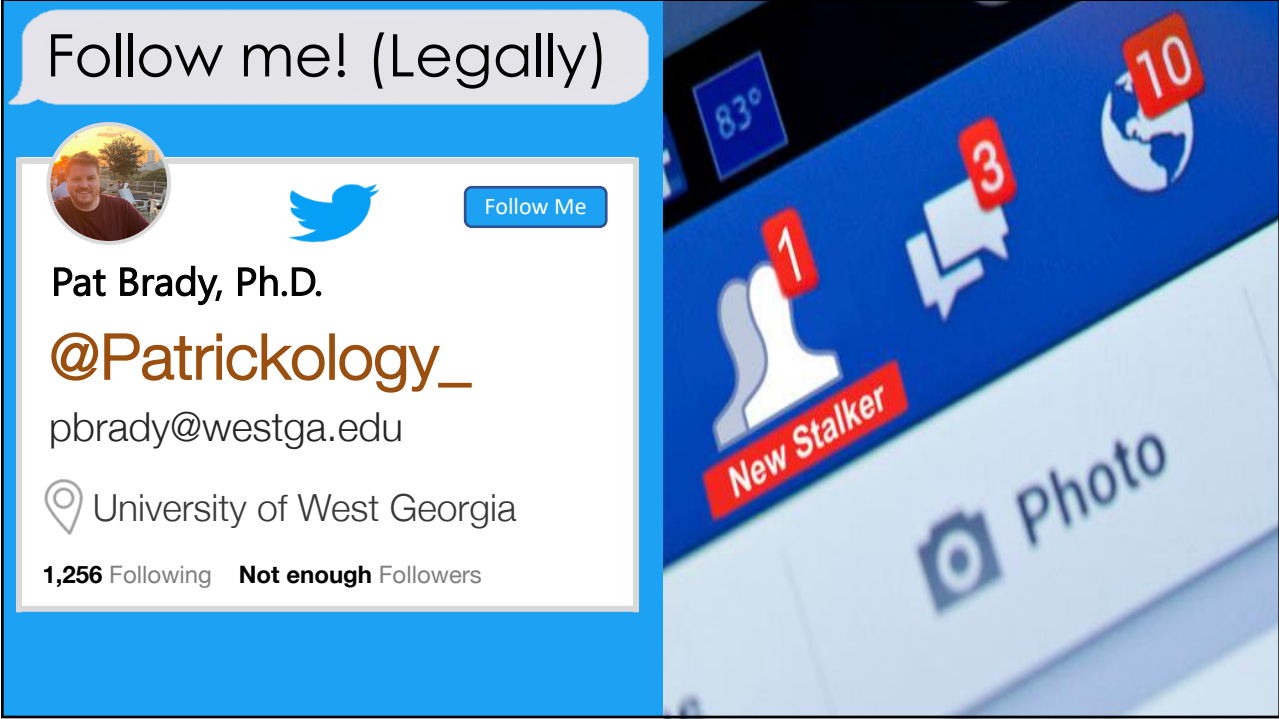 Follow me! (Legally)
Follow Me
Pat Brady, Ph.D.
@Patrickology_
pbrady@westga.edu
University of West Georgia
1,256 Following Not enough Followers
83°
10
3
1
New Stalker
Photo